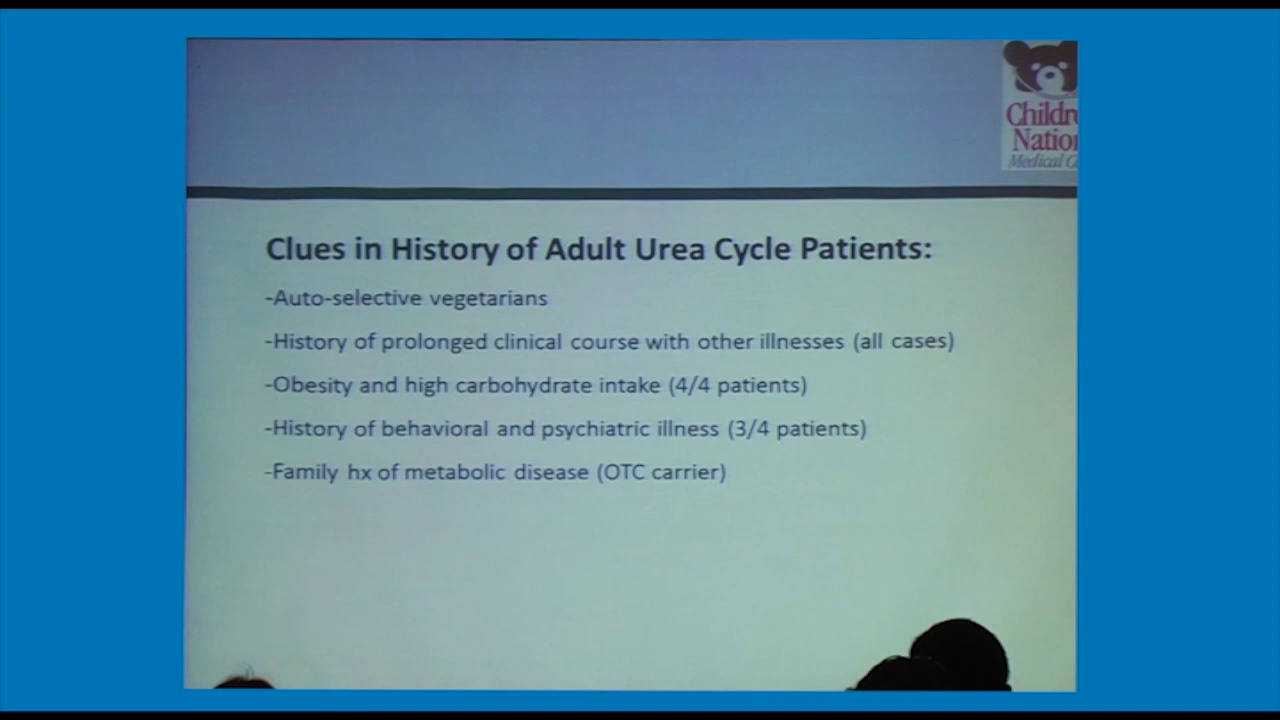 Childr
Nation
Medical C
Clues in History of Adult Urea Cycle Patients:
-Auto-selective vegetarians
-History of prolonged clinical course with other illnesses (all cases)
-Obesity and high carbohydrate intake (4/4 patients)
-History of behavioral and psychiatric illness (3/4 patients)
-Family hx of metabolic disease (OTC carrier)